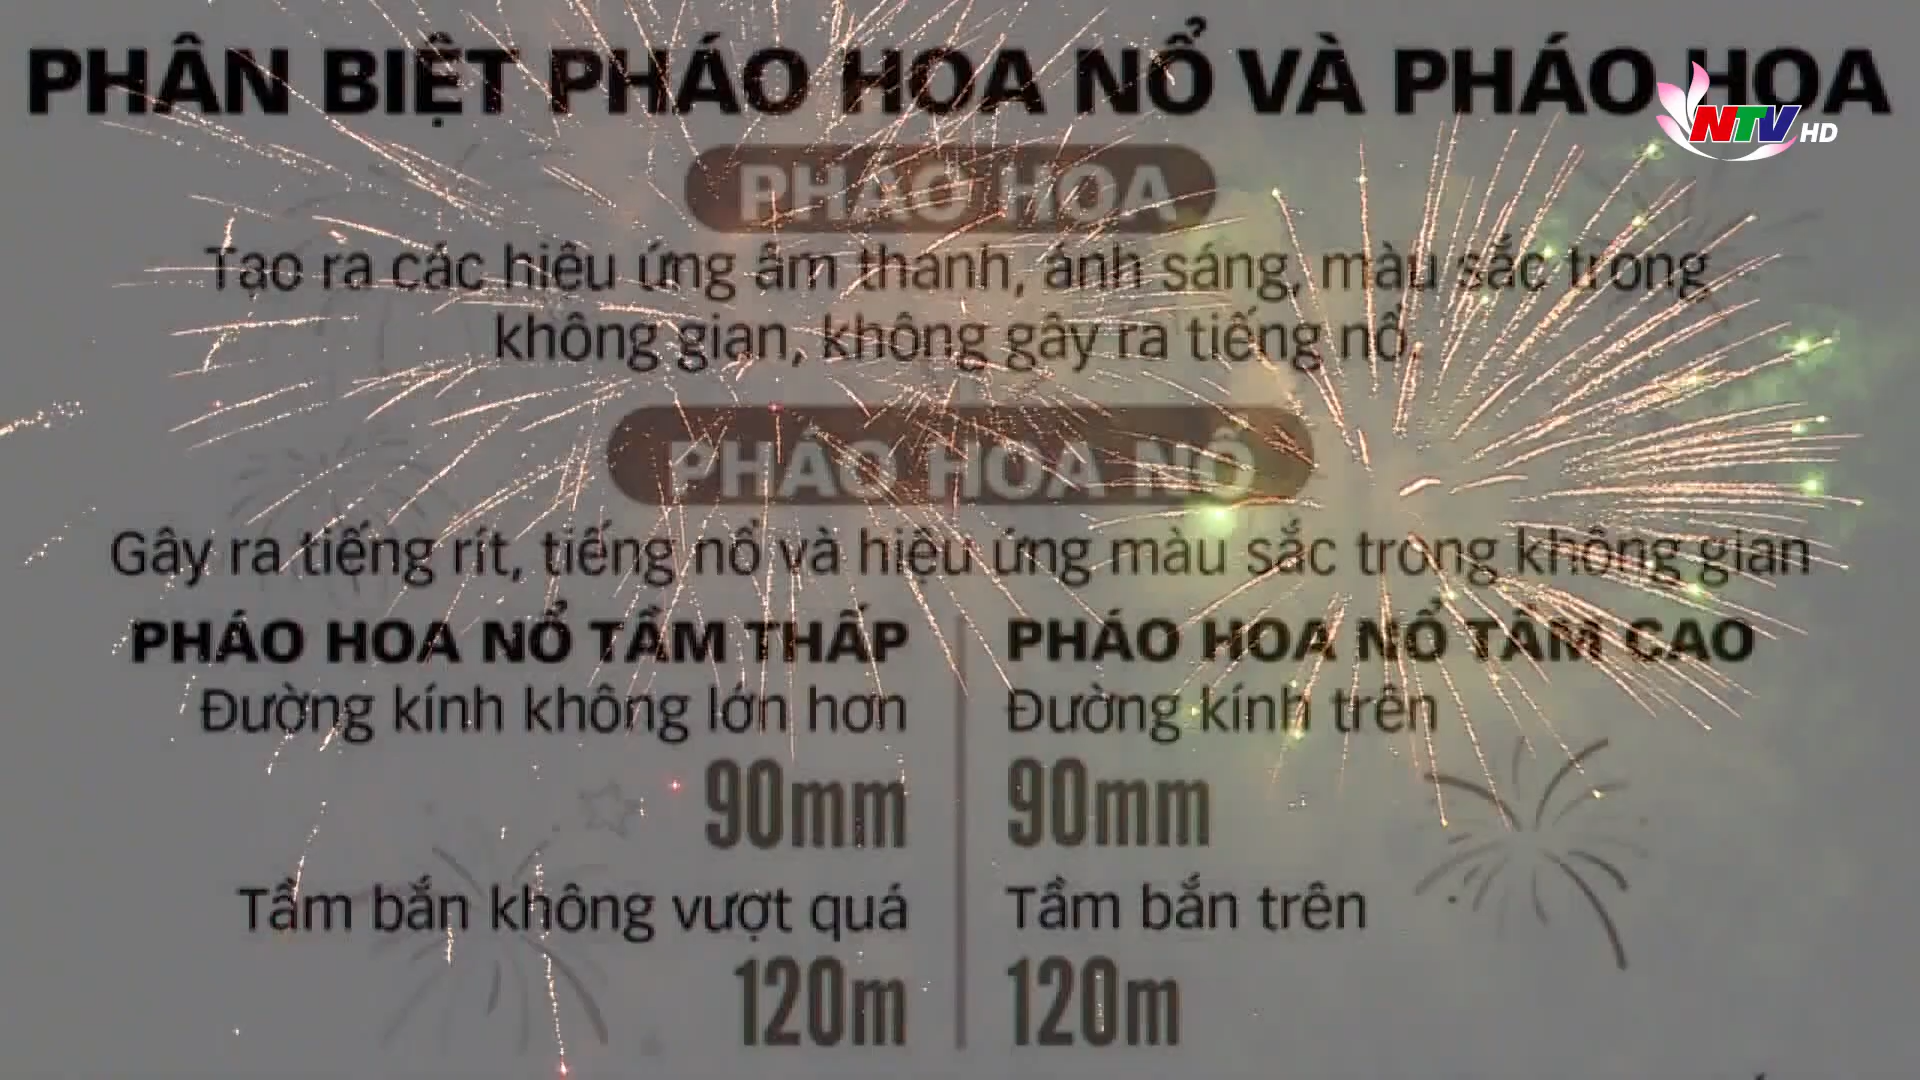 PHÂN BIỆT PHÁO HOA NỔ VÀ PHÁO HOA
NTV HD
PHÁO HOA
Tạo ra các hiệu ứng âm thanh, ánh sáng, màu sắc trong
không gian, không gây ra tiếng nổ
PHÁO HOA NỔ
Gây ra tiếng rít, tiếng nổ và hiệu ứng màu sắc trong không gian
PHÁO HOA NỔ TẦM THẤP
Đường kính không lớn hơn
90mm
Tầm bắn không vượt quá
120m
PHÁO HOA NỔ TẦM CAO
Đường kính trên
90mm
Tầm bắn trên
120m